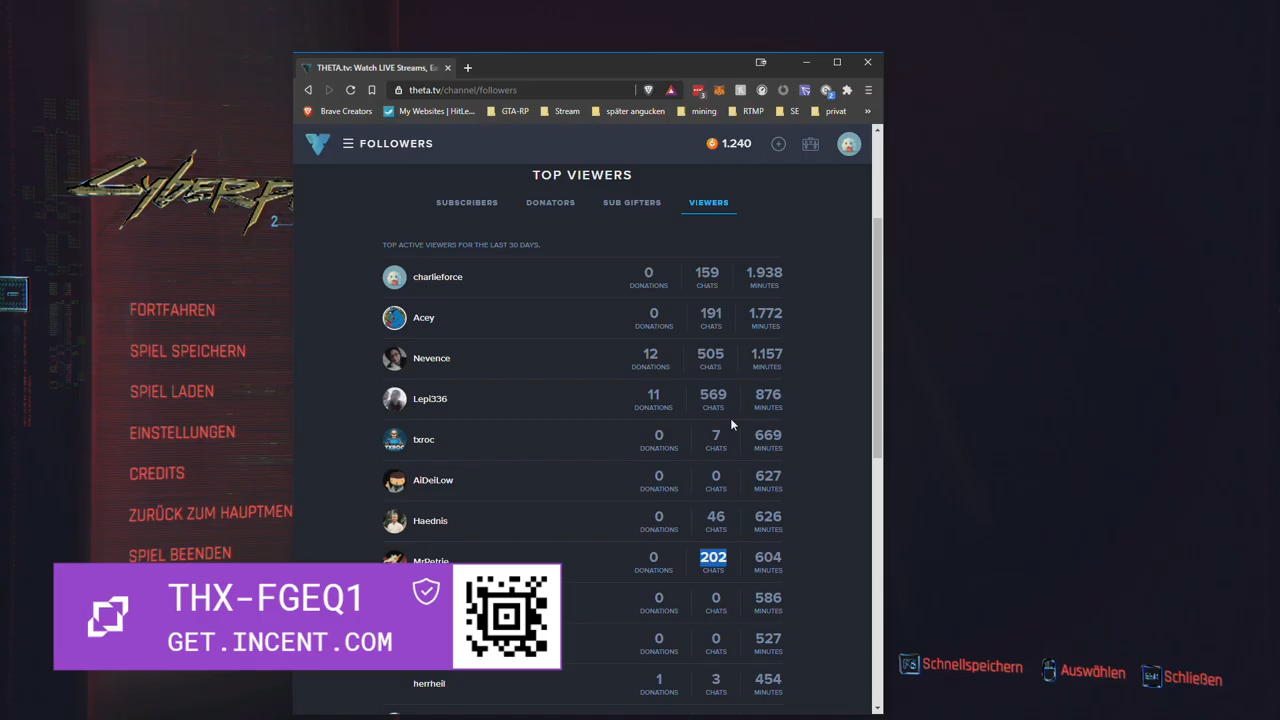 THETA.tv: Watch LIVE Streams, Ea
theta.tv/channel/followers
3
2
Brave Creators
My Websites | HitLe...
GTA-RP
Stream
später angucken
mining
RTMP
SE
privat
»
FOLLOWERS
1.240
TOP VIEWERS
SUBSCRIBERS
DONATORS
SUB GIFTERS
VIEWERS
TOP ACTIVE VIEWERS FOR THE LAST 30 DAYS.
charlieforce
0 159 1.938
DONATIONS CHATS MINUTES
Acey
0 191 1.772
DONATIONS CHATS MINUTES
Nevence
12 505 1.157
DONATIONS CHATS MINUTES
Lepi336
11 569 876
DONATIONS CHATS MINUTES
txroc
0 7 669
DONATIONS CHATS MINUTES
AiDeiLow
0 0 627
DONATIONS CHATS MINUTES
Haednis
0 46 626
DONATIONS CHATS MINUTES
MrPetrie
0 202 604
DONATIONS CHATS MINUTES
0 0 586
DONATIONS CHATS MINUTES
0 0 527
DONATIONS CHATS MINUTES
herrheil
1 3 454
DONATIONS CHATS MINUTES
Cyberp
2
FORTFAHREN
SPIEL SPEICHERN
SPIEL LADEN
EINSTELLUNGEN
CREDITS
ZURÜCK ZUM HAUPTMEN
SPIEL BEENDEN
THX-FGEQ1
GET.INCENT.COM
F5 Schnellspeichern
Auswählen
Schließen